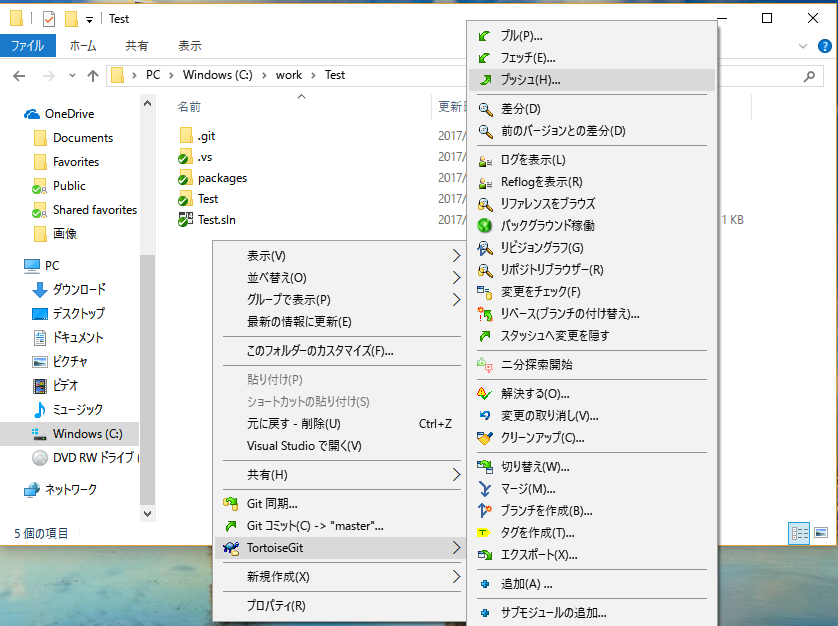 Test
ファイル
ホーム
共有
表示
PC
Windows (C:)
work
Test
OneDrive
Documents
Favorites
Public
Shared favorites
画像
PC
ダウンロード
デスクトップ
ドキュメント
ピクチャ
ビデオ
ミュージック
Windows (C:)
DVD RW ドライブ (
ネットワーク
5 個の項目
名前
更新日
.git
2017/
.vs
2017/
packages
2017/
Test
2017/
Test.sln
2017/
1 KB
表示(V)
並べ替え(O)
グループで表示(P)
最新の情報に更新(E)
このフォルダーのカスタマイズ(F)...
貼り付け(P)
ショートカットの貼り付け(S)
元に戻す - 削除(U) Ctrl+Z
Visual Studio で開く(V)
共有(H)
Git 同期...
Git コミット(C) -> "master"...
TortoiseGit
新規作成(X)
プロパティ(R)
プル(P)...
フェッチ(E)...
プッシュ(H)...
差分(D)
前のバージョンとの差分(D)
ログを表示(L)
Reflogを表示(R)
リファレンスをブラウズ
バックグラウンド稼働
リビジョングラフ(G)
リポジトリブラウザー(R)
変更をチェック(F)
リベース(ブランチの付け替え)...
スタッシュへ変更を隠す
二分探索開始
解決する(O)...
変更の取り消し(V)...
クリーンアップ(C)...
切り替え(W)...
マージ(M)...
ブランチを作成(B)...
タグを作成(T)...
エクスポート(X)...
追加(A) ...
サブモジュールの追加...